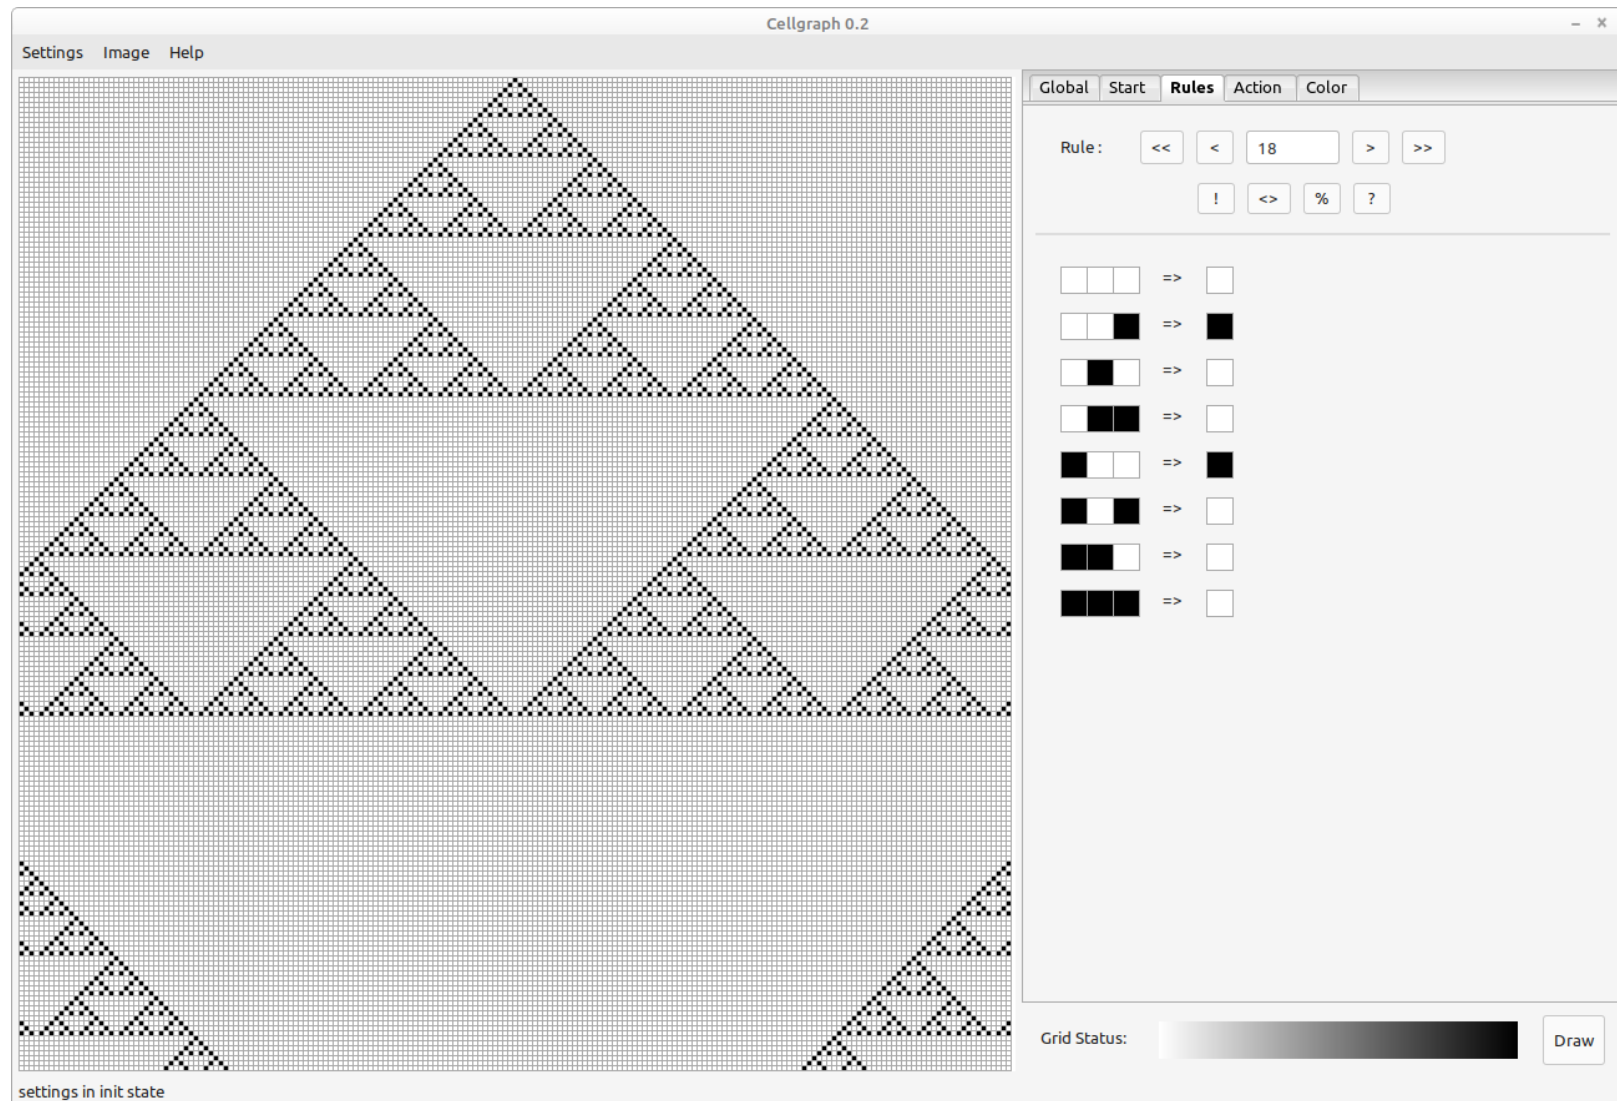 Cellgraph 0.2
Settings Image Help
Global Start Rules Action Color
Rule : << < 18 > >>
! <> % ?
=>
=>
=>
=>
=>
=>
=>
=>
Grid Status: Draw
settings in init state